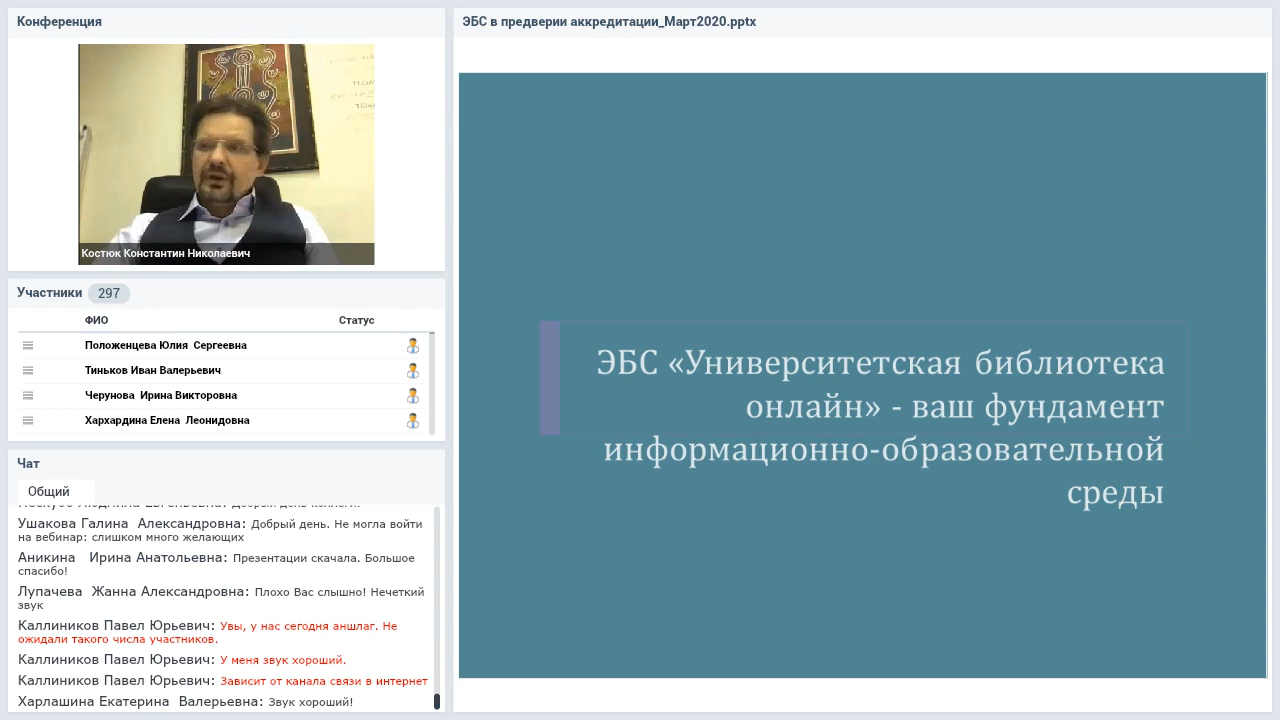 Конференция
Костюк Константин Николаевич
Участники 297
ФИО Статус
Положенцева Юлия Сергеевна
Тиньков Иван Валерьевич
Черунова Ирина Викторовна
Хархардина Елена Леонидовна
Чат
Общий
Ушакова Галина Александровна: Добрый день. Не могла войти
на вебинар: слишком много желающих
Аникина Ирина Анатольевна: Презентации скачала. Большое
спасибо!
Лупачева Жанна Александровна: Плохо Вас слышно! Нечеткий
звук
Каллиников Павел Юрьевич: Увы, у нас сегодня аншлаг. Не
ожидали такого числа участников.
Каллиников Павел Юрьевич: У меня звук хороший.
Каллиников Павел Юрьевич: Зависит от канала связи в интернет
Харлашина Екатерина Валерьевна: Звук хороший!
ЭБС в предверии аккредитации_Март2020.pptx
ЭБС «Университетская библиотека
онлайн» - ваш фундамент
информационно-образовательной
среды